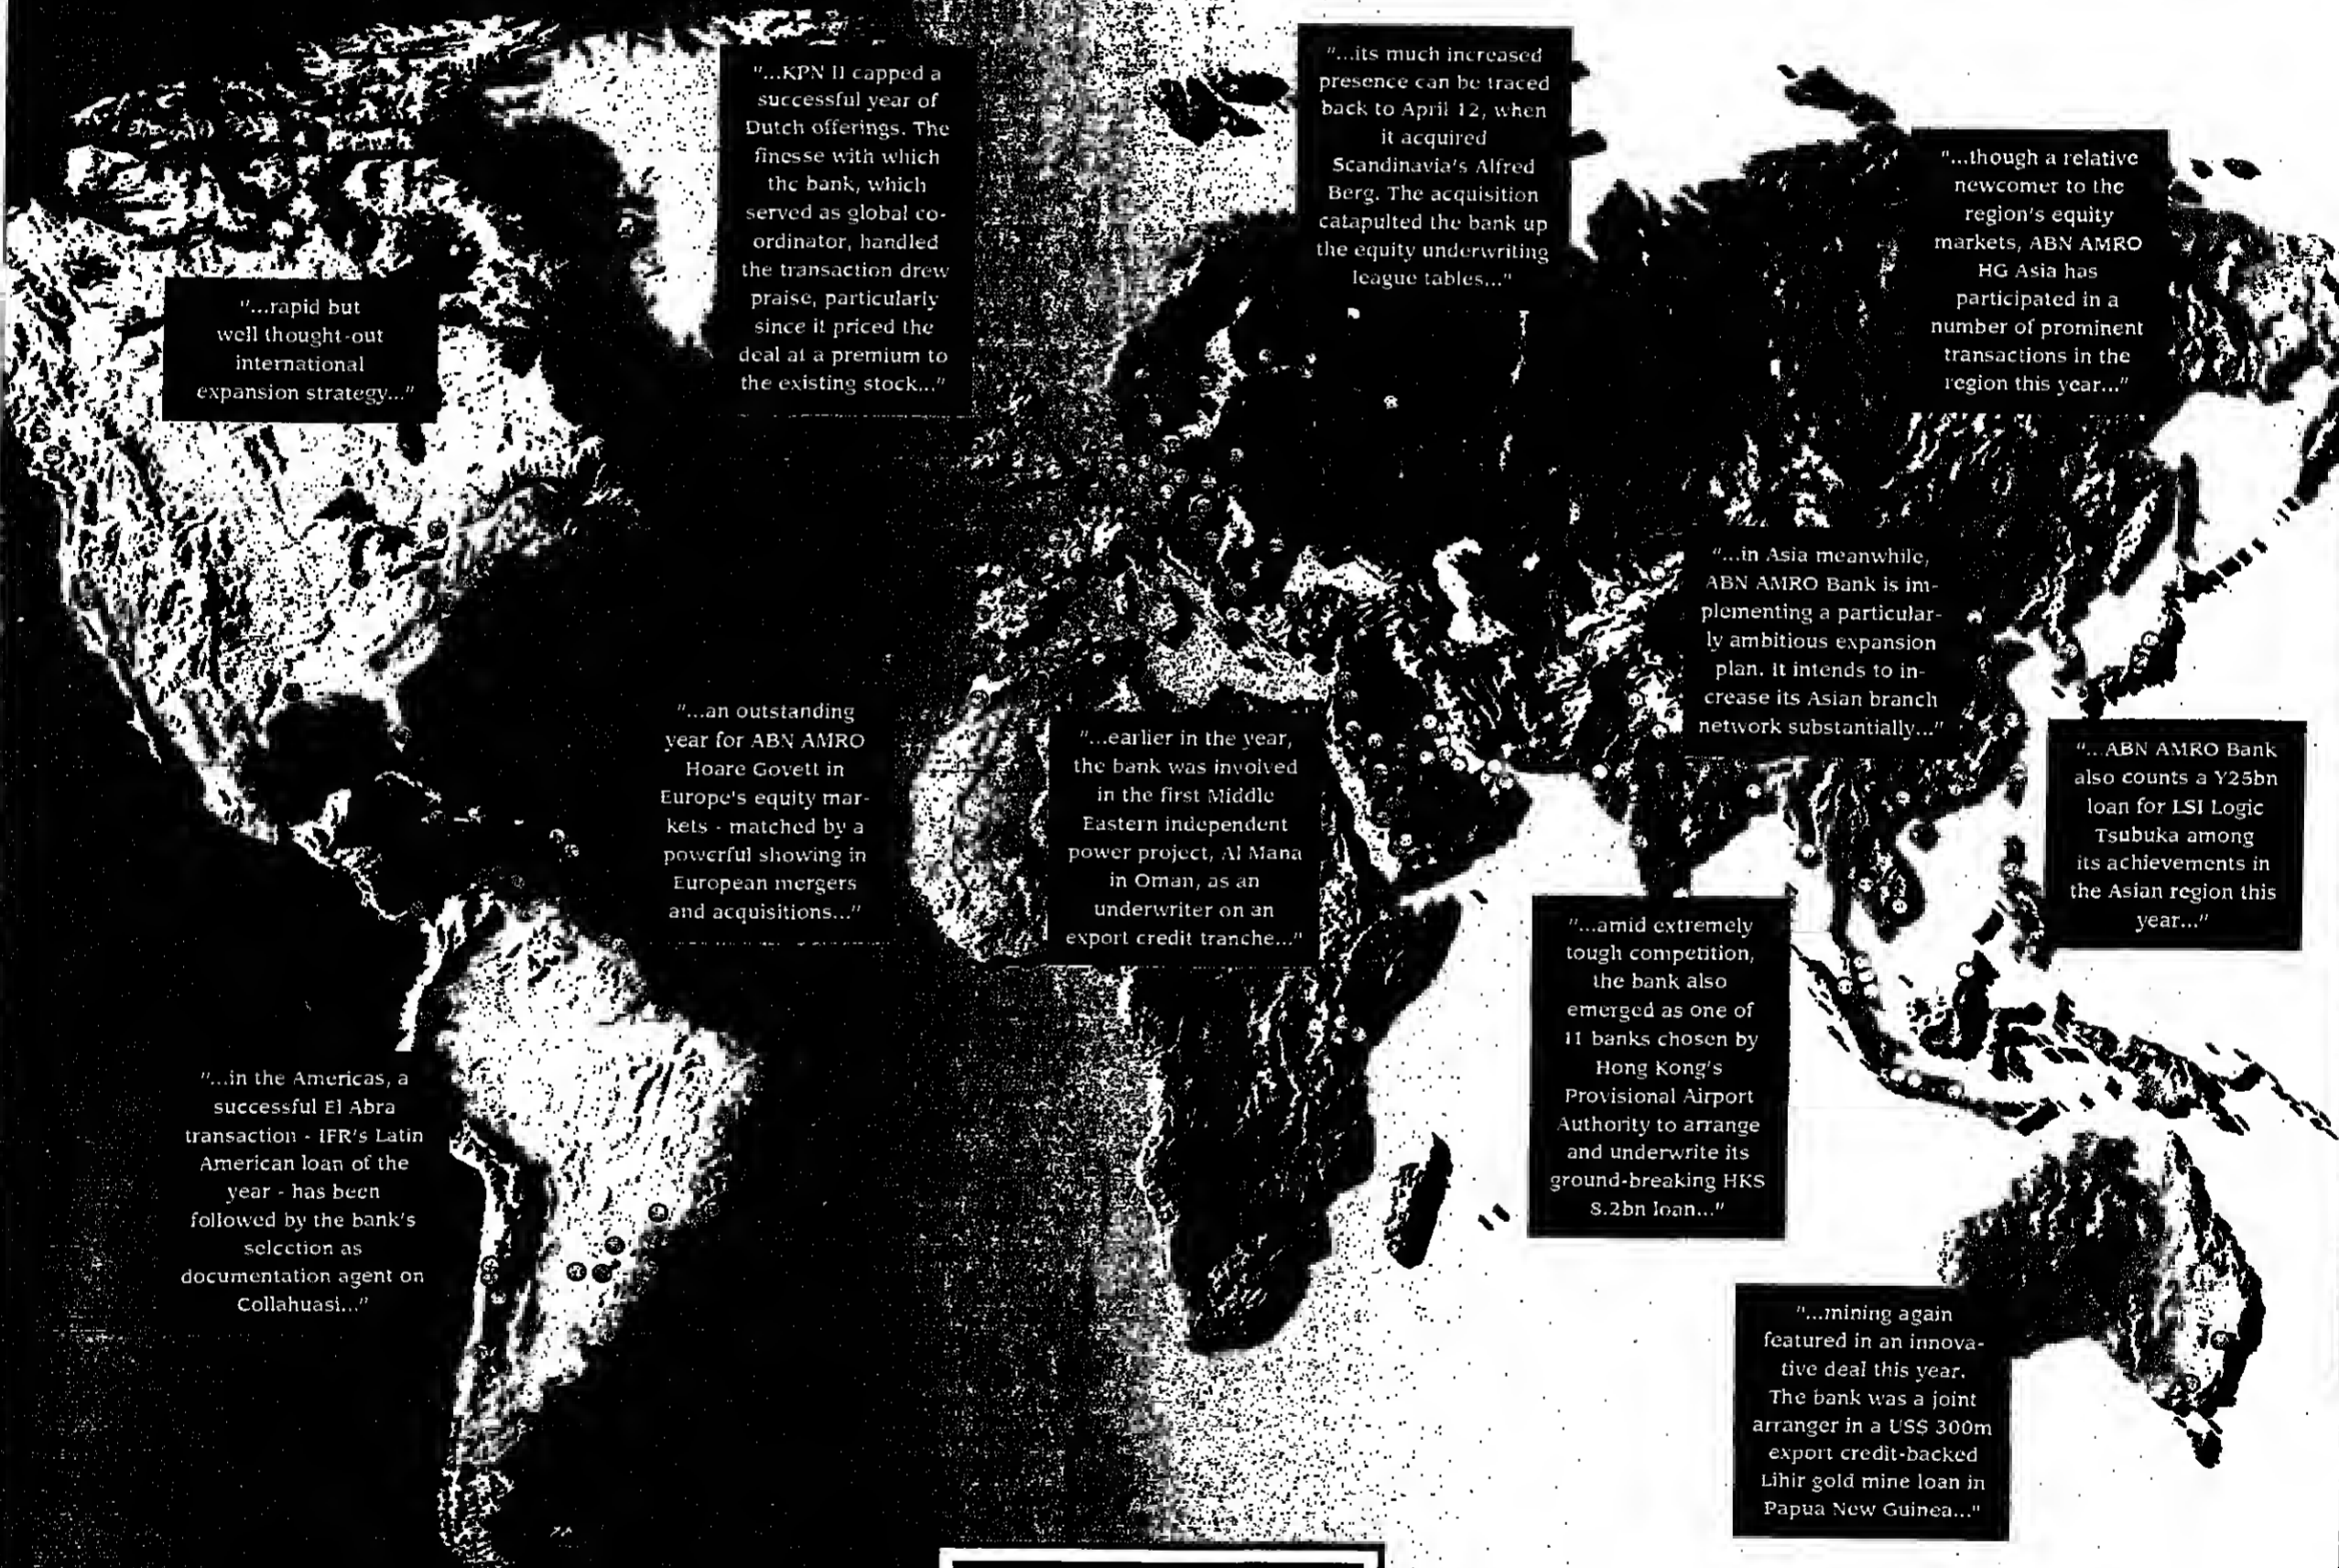 "...rapid but
well thought-out
international
expansion strategy..."
"...KPN II capped a
successful year of
Dutch offerings. The
finesse with which
the bank, which
served as global co-
ordinator, handled
the transaction drew
praise, particularly
since it priced the
deal at a premium to
the existing stock..."
"...its much increased
presence can be traced
back to April 12, when
it acquired
Scandinavia's Alfred
Berg. The acquisition
catapulted the bank up
the equity underwriting
league tables..."
"...though a relative
newcomer to the
region's equity
markets, ABN AMRO
HG Asia has
participated in a
number of prominent
transactions in the
region this year..."
"...in Asia meanwhile,
ABN AMRO Bank is im-
plementing a particular-
ly ambitious expansion
plan. It intends to in-
crease its Asian branch
network substantially..."
"...an outstanding
year for ABN AMRO
Hoare Govett in
Europe's equity mar-
kets - matched by a
powerful showing in
European mergers
and acquisitions..."
"...earlier in the year,
the bank was involved
in the first Middle
Eastern independent
power project, Al Mana
in Oman, as an
underwriter on an
export credit tranche..."
"...ABN AMRO Bank
also counts a Y25bn
loan for LSI Logic
Tsubuka among
its achievements in
the Asian region this
year..."
"...amid extremely
tough competition,
the bank also
emerged as one of
11 banks chosen by
Hong Kong's
Provisional Airport
Authority to arrange
and underwrite its
ground-breaking HK$
8.2bn loan..."
"...in the Americas, a
successful El Abra
transaction - IFR's Latin
American loan of the
year - has been
followed by the bank's
selection as
documentation agent on
Collahuasi..."
"...mining again
featured in an innova-
tive deal this year.
The bank was a joint
arranger in a US$ 300m
export credit-backed
Lihir gold mine loan in
Papua New Guinea..."